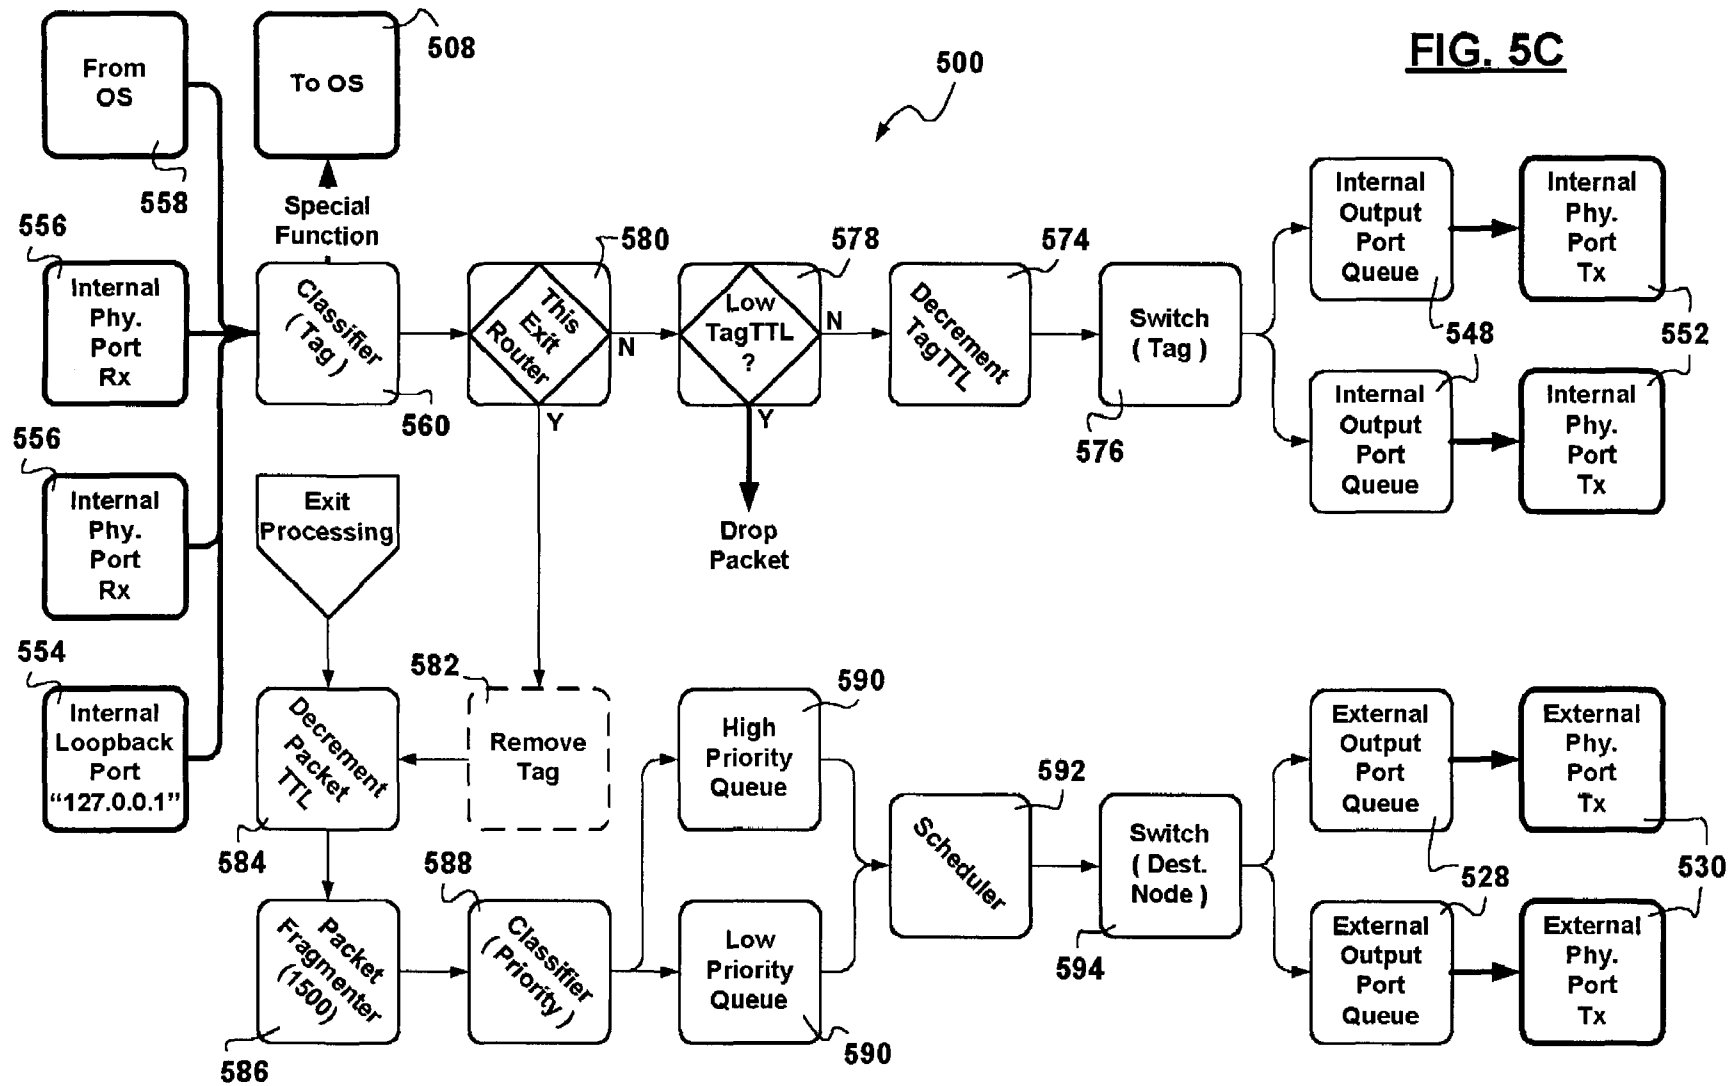 FIG. 5C
500
From
OS
558
To OS
508
Special
Function
556
Internal
Phy.
Port
Rx
Classifier
( Tag )
560
This
Exit
Router
580
N
Y
Low
TagTTL
?
578
N
Y
Drop
Packet
Decrement
TagTTL
574
Switch
( Tag )
576
Internal
Output
Port
Queue
548
Internal
Phy.
Port
Tx
552
Internal
Output
Port
Queue
Internal
Phy.
Port
Tx
556
Internal
Phy.
Port
Rx
Exit
Processing
554
Internal
Loopback
Port
“127.0.0.1”
Decrement
Packet
TTL
584
582
Remove
Tag
Packet
Fragmenter
(1500)
586
588
Classifier
( Priority )
High
Priority
Queue
590
Low
Priority
Queue
590
Scheduler
592
Switch
( Dest.
Node )
594
External
Output
Port
Queue
528
External
Phy.
Port
Tx
530
External
Output
Port
Queue
External
Phy.
Port
Tx